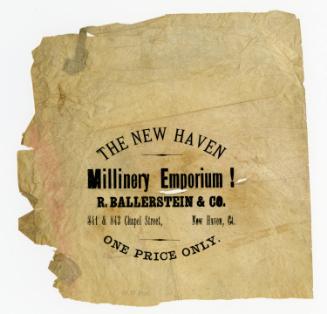 THE NEW HAVEN
Millinery Emporium !
R. BALLERSTEIN & CO.
841 & 843 Chapel Street, New Haven, Ct.
ONE PRICE ONLY.